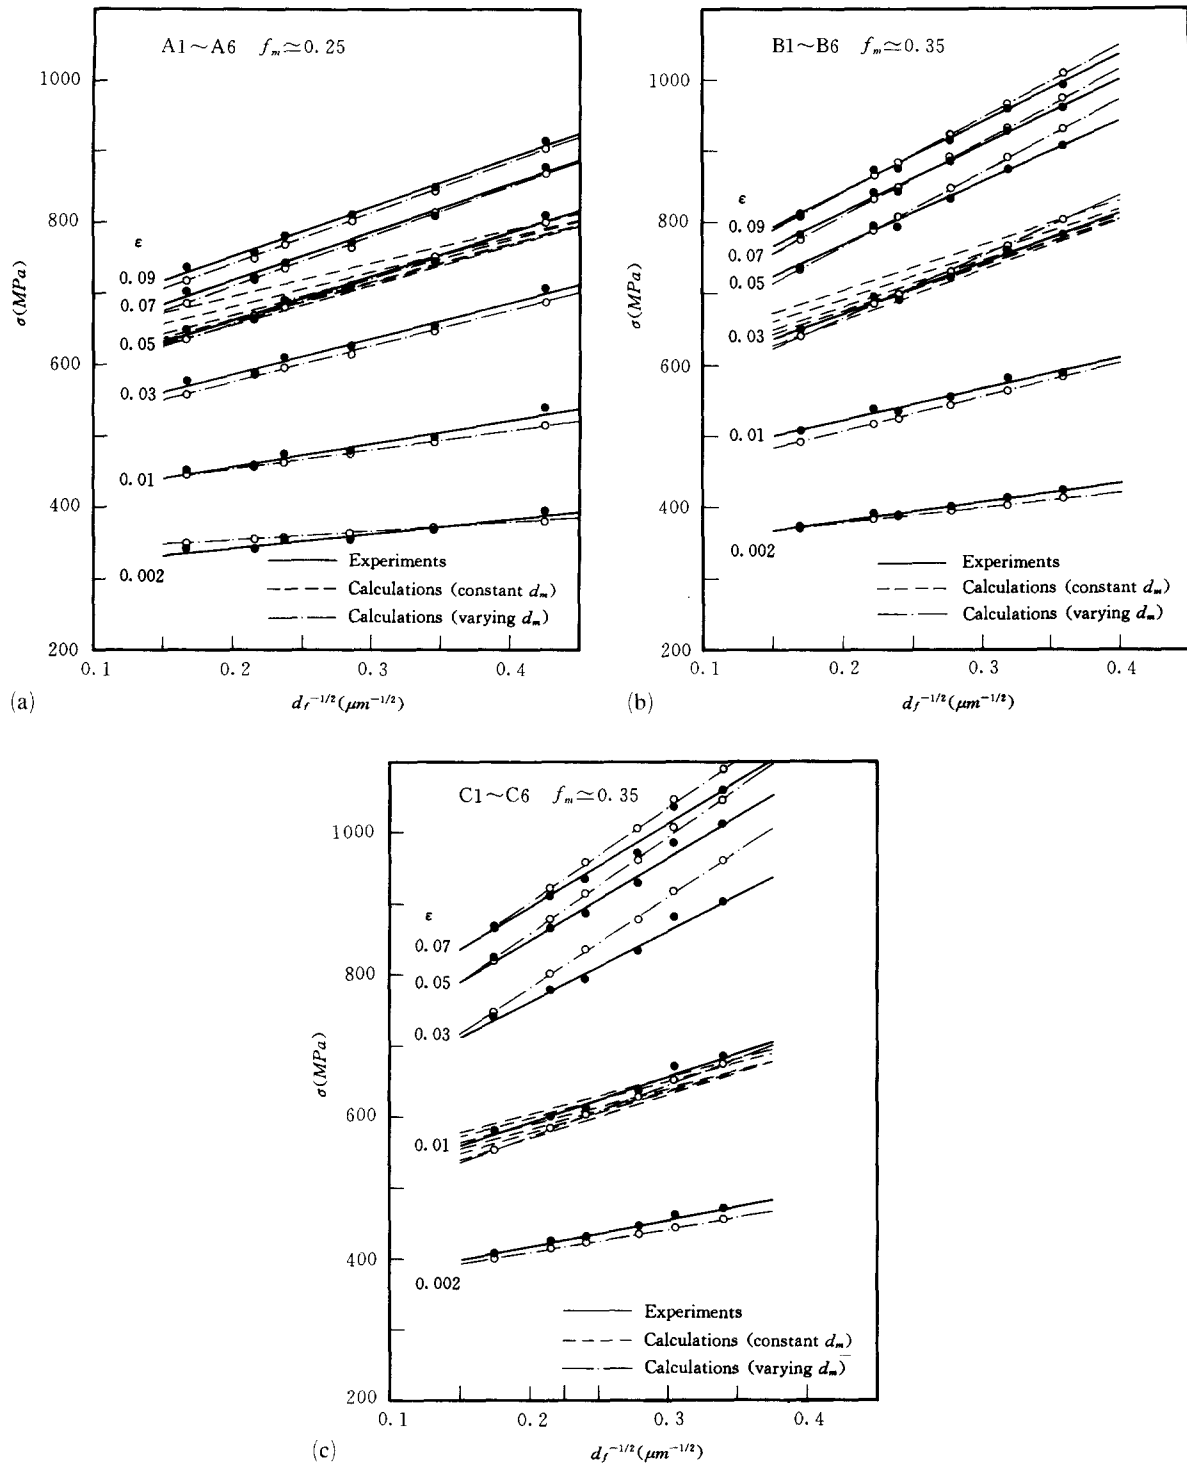 A1~A6 f_m≃0.25
1000
800
600
400
200
σ(MPa)
ε
0.09
0.07
0.05
0.03
0.01
0.002
Experiments
Calculations (constant d_m)
Calculations (varying d_m)
0.1
0.2
0.3
0.4
(a)
d_f^{-1/2}(μm^{-1/2})
B1~B6 f_m≃0.35
1000
800
600
400
200
σ(MPa)
ε
0.09
0.07
0.05
0.03
0.01
0.002
Experiments
Calculations (constant d_m)
Calculations (varying d_m)
0.1
0.2
0.3
0.4
(b)
d_f^{-1/2}(μm^{-1/2})
C1~C6 f_m≃0.35
1000
800
600
400
200
σ(MPa)
ε
0.07
0.05
0.03
0.01
0.002
Experiments
Calculations (constant d_m)
Calculations (varying d_m)
0.1
0.2
0.3
0.4
(c)
d_f^{-1/2}(μm^{-1/2})